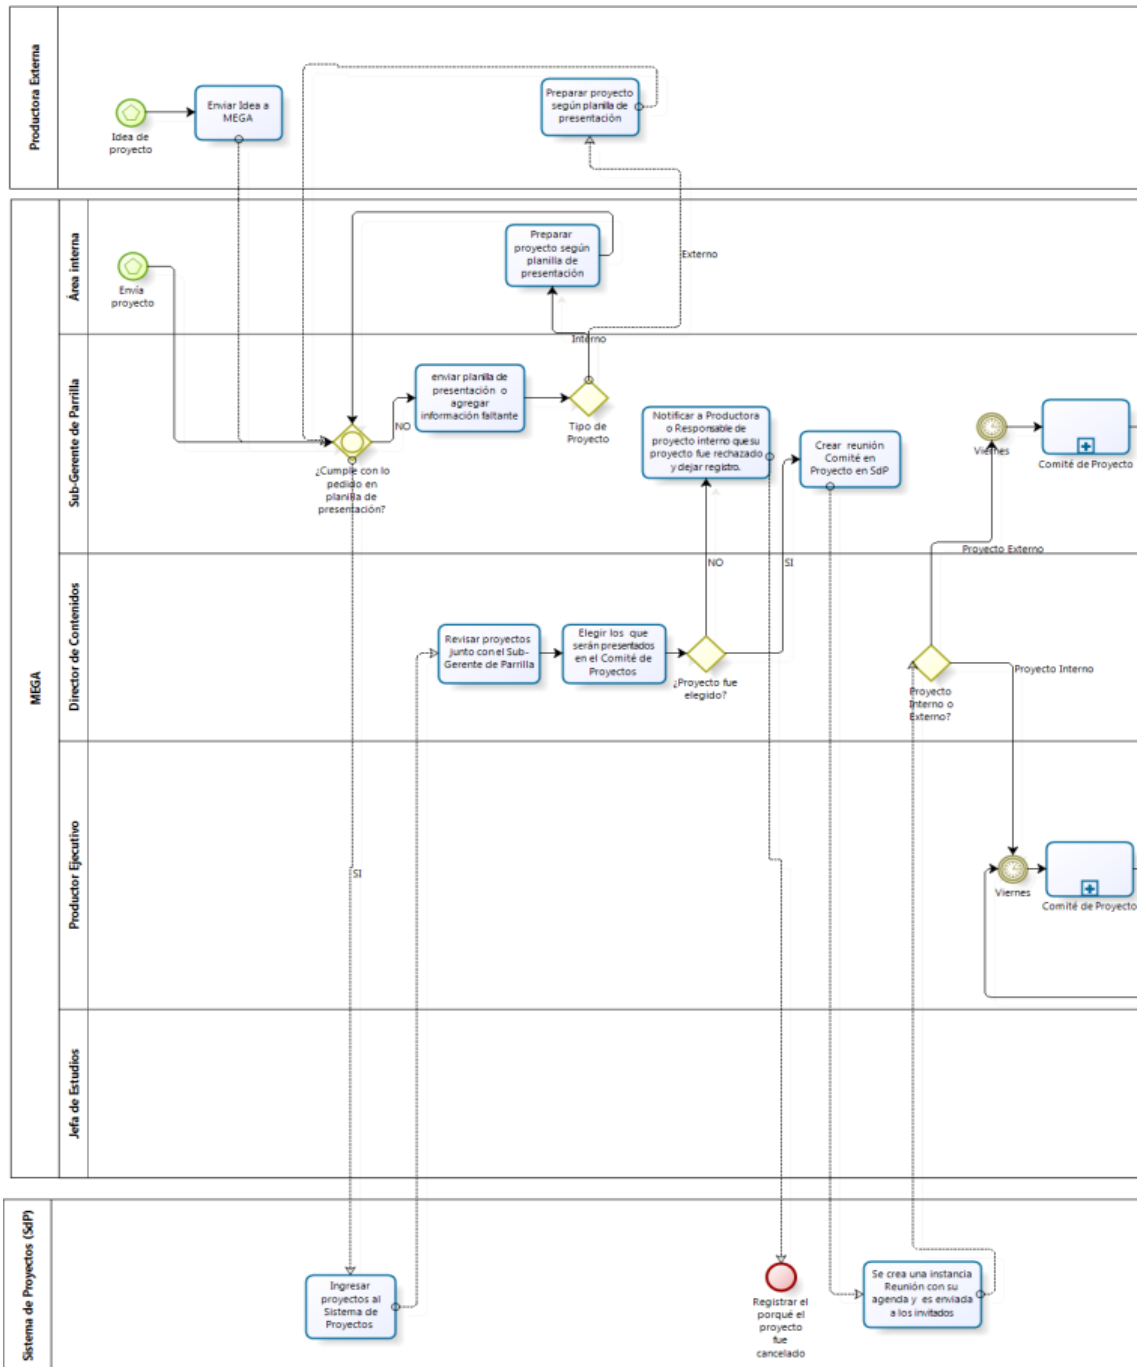 Productora Externa
Idea de
proyecto
Enviar Idea a
MEGA
Preparar proyecto
según planilla de
presentación
MEGA
Área interna
Envía
proyecto
Preparar
proyecto según
planilla de
presentación
Externo
Interno
Sub-Gerente de Parrilla
¿Cumple con lo
pedido en
planilla de
presentación?
NO
enviar planilla de
presentación o
agregar
información faltante
Tipo de
Proyecto
Notificar a Productora
o Responsable de
proyecto interno que su
proyecto fue rechazado
y dejar registro.
Crear reunión
Comité en
Proyecto en SdP
Viernes
Comité de Proyecto
Proyecto Externo
NO
SI
Director de Contenidos
Revisar proyectos
junto con el Sub-
Gerente de Parrilla
Elegir los que
serán presentados
en el Comité de
Proyectos
¿Proyecto fue
elegido?
Proyecto
Interno o
Externo?
Proyecto Interno
Productor Ejecutivo
SI
Viernes
Comité de Proyecto
Jefa de Estudios
Sistema de Proyectos (SdP)
Ingresar
proyectos al
Sistema de
Proyectos
Registrar el
porqué el
proyecto
fue
cancelado
Se crea una instancia
Reunión con su
agenda y es enviada
a los invitados